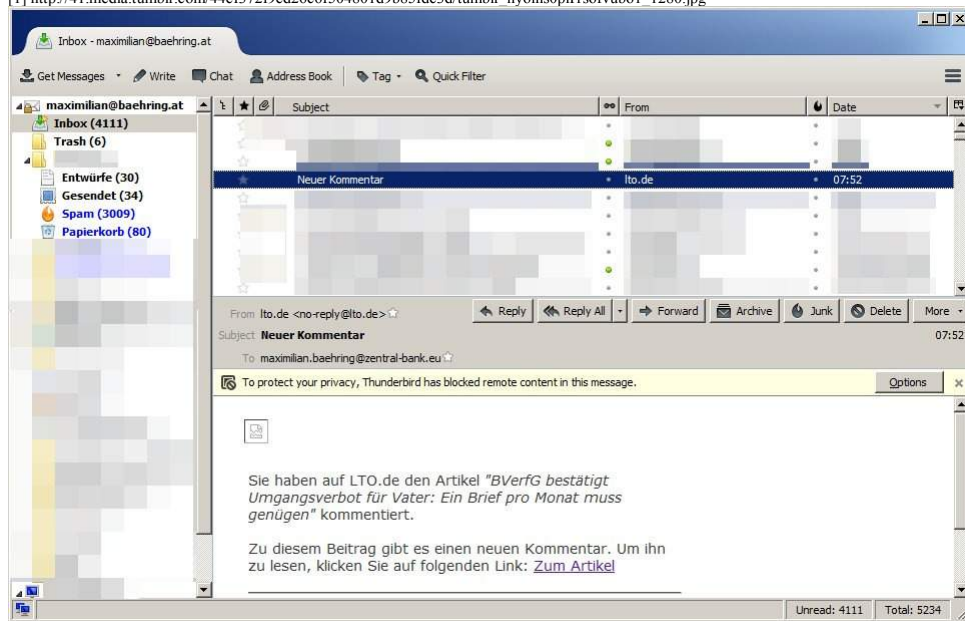 Inbox - maximilian@baehring.at
Get Messages Write Chat Address Book Tag Quick Filter
maximilian@baehring.at
Inbox (4111)
Trash (6)
Entwürfe (30)
Gesendet (34)
Spam (3009)
Papierkorb (80)
Subject From Date
Neuer Kommentar lto.de 07:52
From lto.de <no-reply@lto.de> Reply Reply All Forward Archive Junk Delete More
Subject Neuer Kommentar 07:52
To maximilian.baehring@zentral-bank.eu
To protect your privacy, Thunderbird has blocked remote content in this message. Options
Sie haben auf LTO.de den Artikel "BVerfG bestätigt
Umgangsverbot für Vater: Ein Brief pro Monat muss
genügen" kommentiert.
Zu diesem Beitrag gibt es einen neuen Kommentar. Um ihn
zu lesen, klicken Sie auf folgenden Link: Zum Artikel
Unread: 4111 Total: 5234